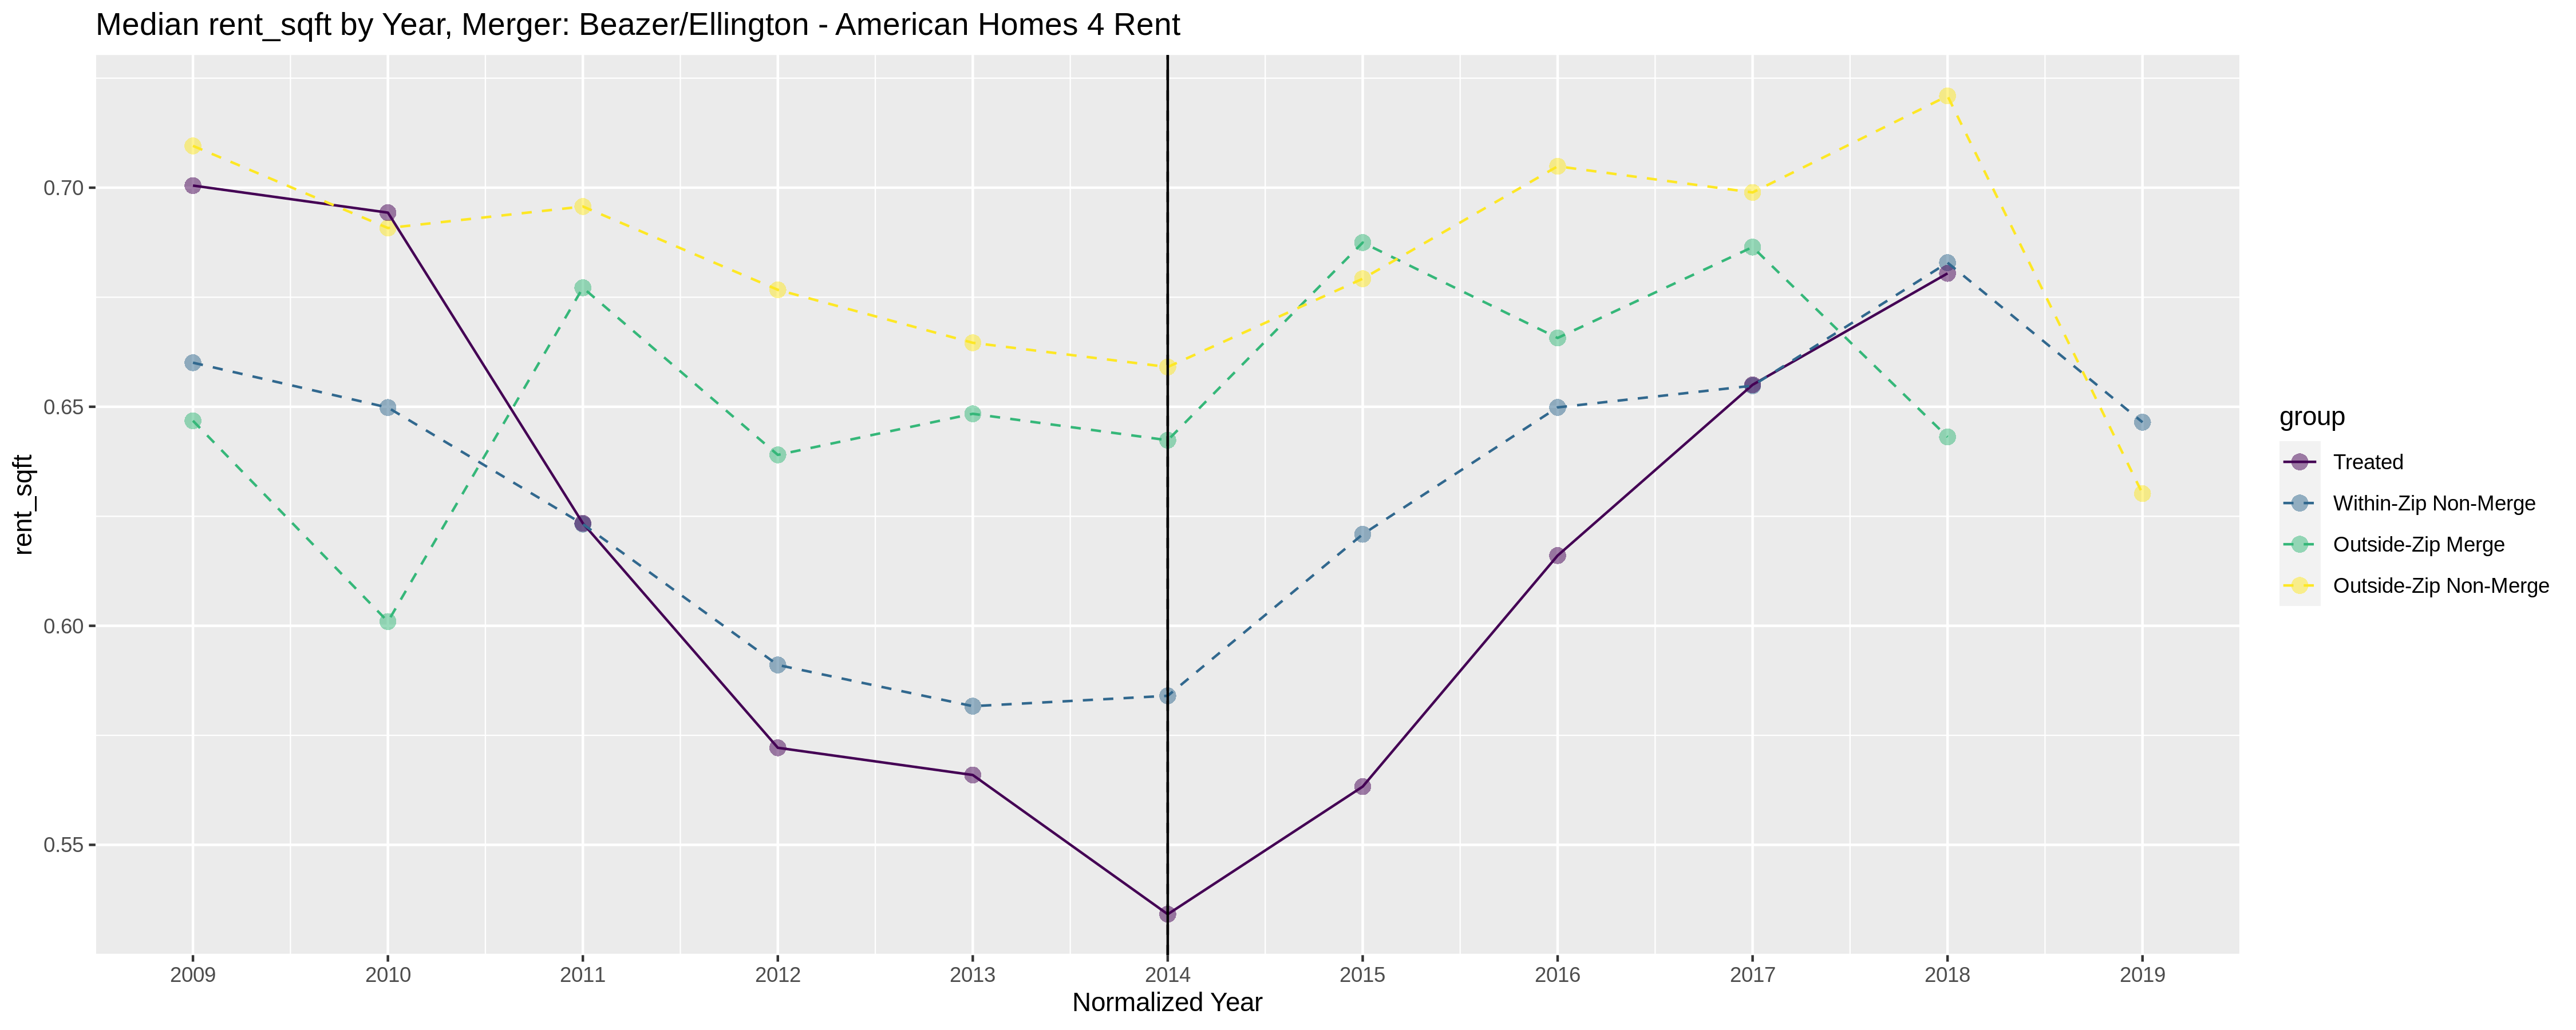 Median rent_sqft by Year, Merger: Beazer/Ellington - American Homes 4 Rent
rent_sqft
0.70
0.65
0.60
0.55
2009 2010 2011 2012 2013 2014 2015 2016 2017 2018 2019
Normalized Year
group
Treated
Within-Zip Non-Merge
Outside-Zip Merge
Outside-Zip Non-Merge